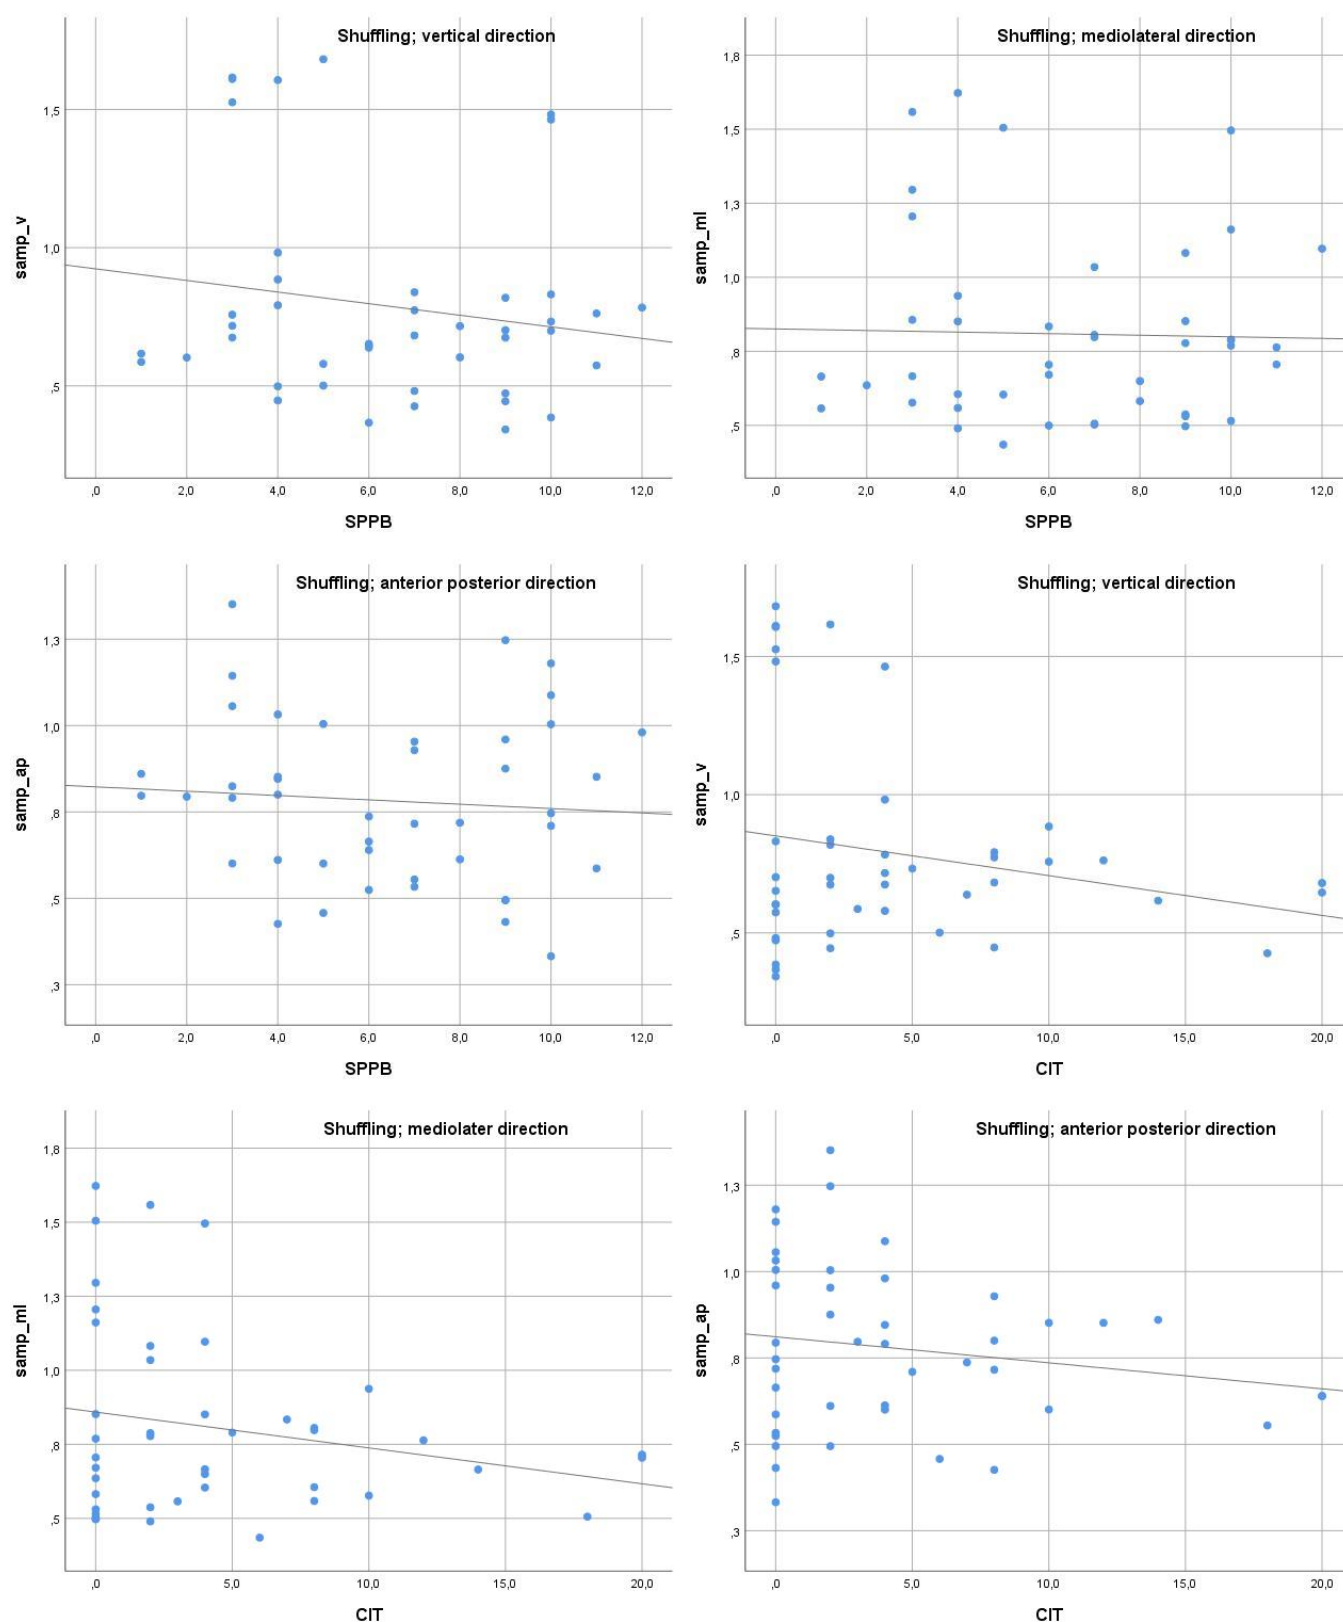 Shuffling; vertical direction
samp_v
1,5
1,0
,5
,0 2,0 4,0 6,0 8,0 10,0 12,0
SPPB
Shuffling; mediolateral direction
samp_ml
1,8
1,5
1,3
1,0
,8
,5
,0 2,0 4,0 6,0 8,0 10,0 12,0
SPPB
Shuffling; anterior posterior direction
samp_ap
1,3
1,0
,8
,5
,3
,0 2,0 4,0 6,0 8,0 10,0 12,0
SPPB
Shuffling; vertical direction
samp_v
1,5
1,0
,5
,0 5,0 10,0 15,0 20,0
CIT
Shuffling; mediolater direction
samp_ml
1,8
1,5
1,3
1,0
,8
,5
,0 5,0 10,0 15,0 20,0
CIT
Shuffling; anterior posterior direction
samp_ap
1,3
1,0
,8
,5
,3
,0 5,0 10,0 15,0 20,0
CIT